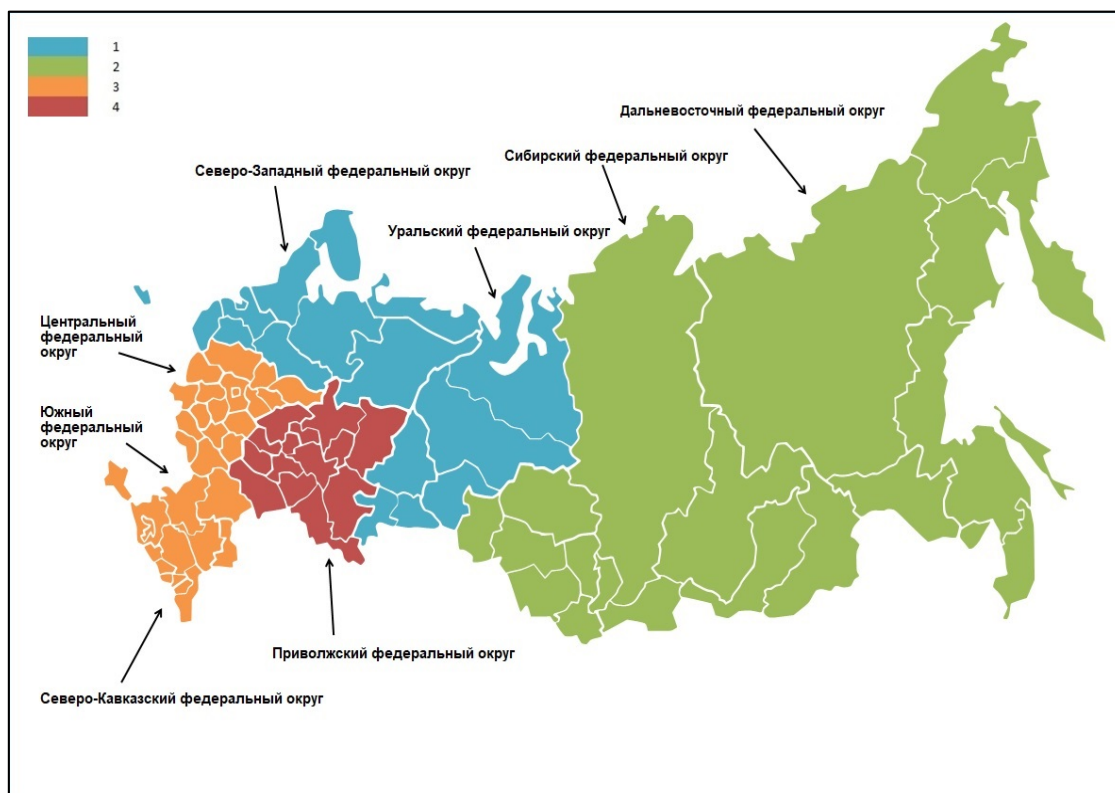 1
2
3
4
Дальневосточный федеральный округ
Сибирский федеральный округ
Северо-Западный федеральный округ
Уральский федеральный округ
Центральный
федеральный
округ
Южный
федеральный
округ
Приволжский федеральный округ
Северо-Кавказский федеральный округ